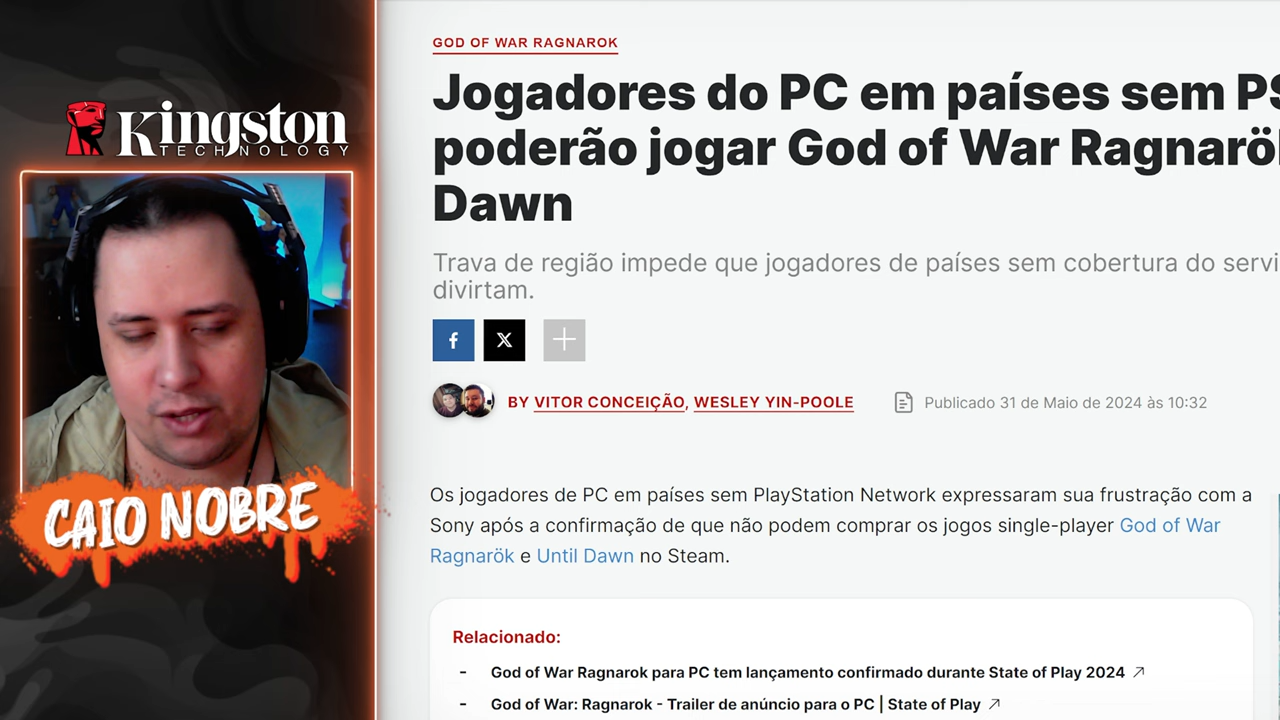 Kingston
TECHNOLOGY
CAIO NOBRE
GOD OF WAR RAGNAROK
Jogadores do PC em países sem
poderão jogar God of War
Dawn
Trava de região impede que jogadores de países sem cobertura do
divirtam.
BY VITOR CONCEIÇÃO, WESLEY YIN-POOLE
Publicado 31 de Maio de 2024 às 10:32
Os jogadores de PC em países sem PlayStation Network expressaram sua frustração com a
Sony após a confirmação de que não podem comprar os jogos single-player God of War
Ragnarök e Until Dawn no Steam.
Relacionado:
- God of War Ragnarok para PC tem lançamento confirmado durante State of Play 2024
- God of War: Ragnarok - Trailer de anúncio para o PC | State of Play